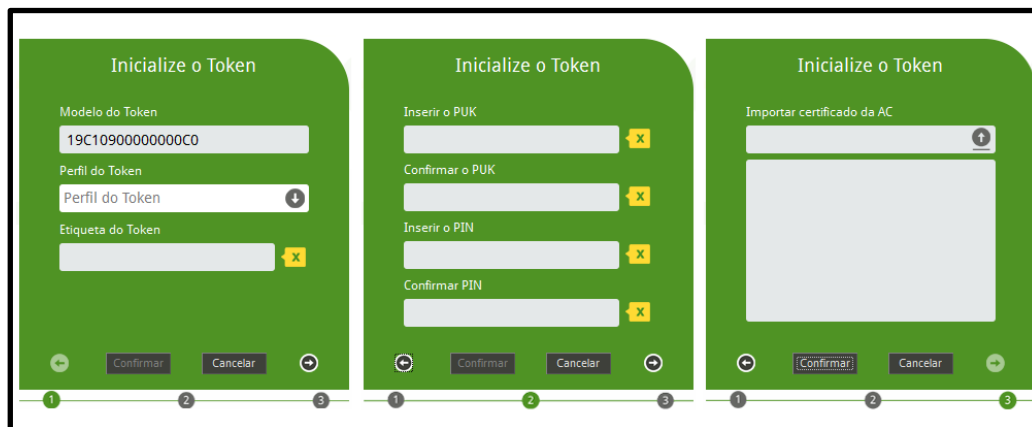 Inicialize o Token
Modelo do Token
19C10900000000C0
Perfil do Token
Perfil do Token
Etiqueta do Token
X
Confirmar
Cancelar
1
2
3
Inicialize o Token
Inserir o PUK
X
Confirmar o PUK
X
Inserir o PIN
X
Confirmar PIN
X
Confirmar
Cancelar
1
2
3
Inicialize o Token
Importar certificado da AC
Confirmar
Cancelar
1
2
3